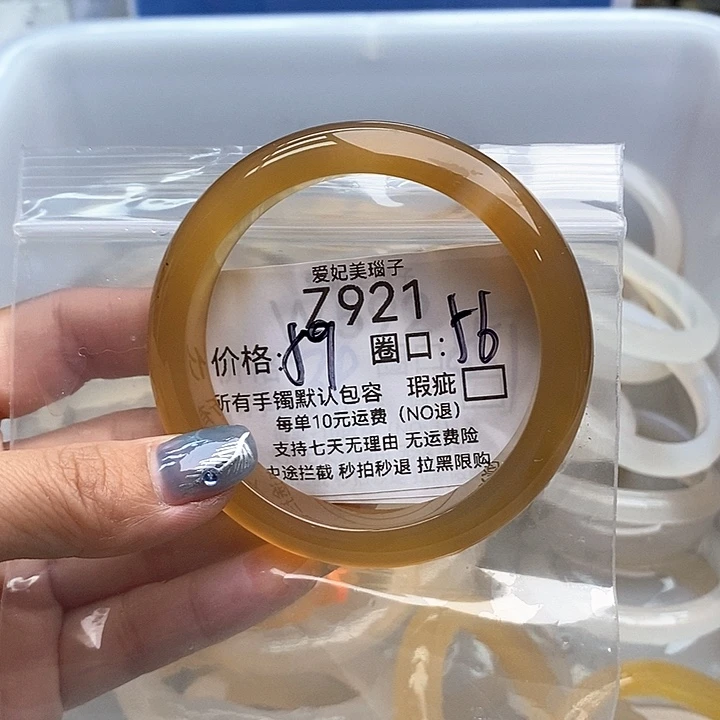 爱妃美瑙子
Z921
价格:89 圈口:56
所有手镯默认包容 瑕疵
每单10元运费（NO退）
支持七天无理由 无运费险
中途拦截 秒拍秒退 拉黑限购